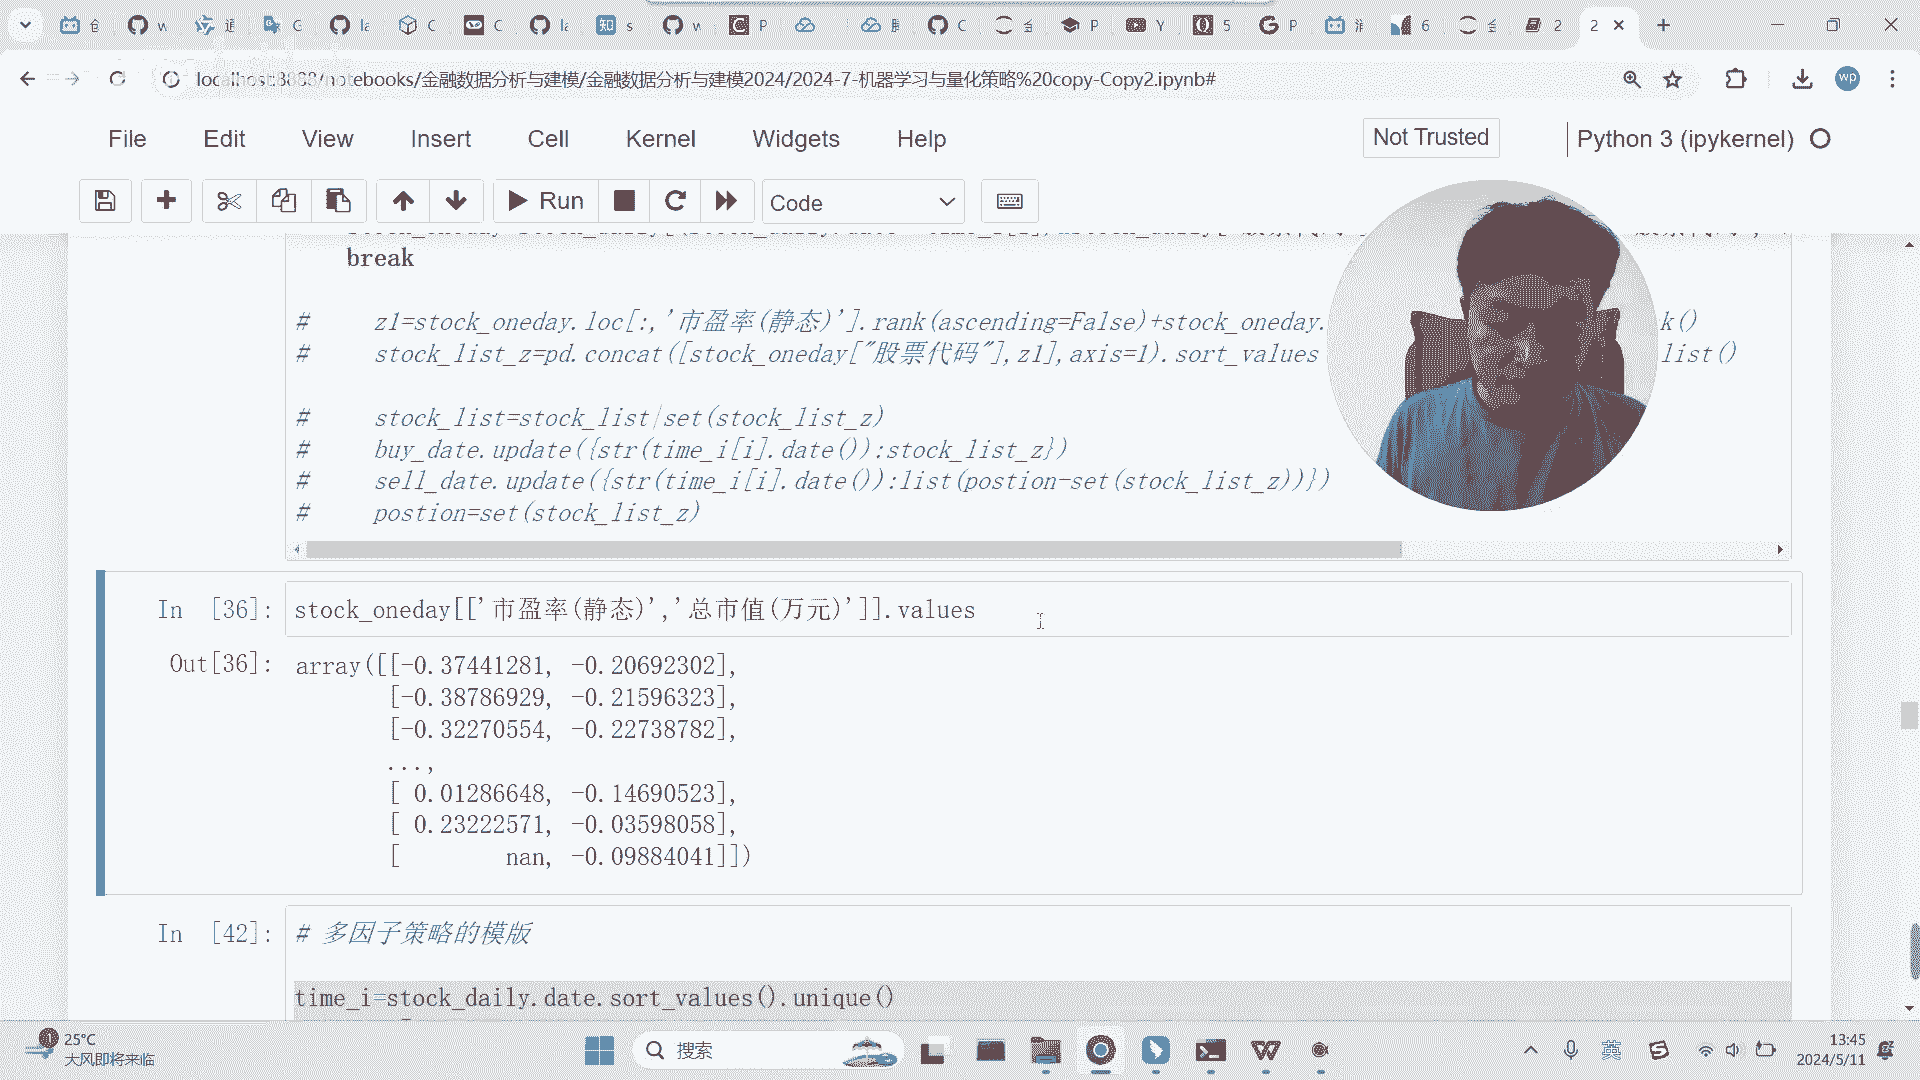 localhost:8888/notebooks/金融数据分析与建模/金融数据分析与建模2024/2024-7-机器学习与量化策略%20copy-Copy2.ipynb#
wp
File Edit View Insert Cell Kernel Widgets Help Not Trusted Python 3 (ipykernel)
Run Code
break
# z1=stock_oneday.loc[:,'市盈率(静态)'].rank(ascending=False)+stock_oneday. k()
# stock_list_z=pd.concat([stock_oneday["股票代码"],z1],axis=1).sort_values list()
# stock_list=stock_list|set(stock_list_z)
# buy_date.update({str(time_i[i].date()):stock_list_z})
# sell_date.update({str(time_i[i].date()):list(postion-set(stock_list_z))})
# postion=set(stock_list_z)
In [36]: stock_oneday[['市盈率(静态)','总市值(万元)']].values
Out[36]: array([[-0.37441281, -0.20692302],
[-0.38786929, -0.21596323],
[-0.32270554, -0.22738782],
...,
[ 0.01286648, -0.14690523],
[ 0.23222571, -0.03598058],
[ nan, -0.09884041]])
In [42]: # 多因子策略的模版
time_i=stock_daily.date.sort_values().unique()
25°C
大风即将来临
搜索
英
13:45
2024/5/11